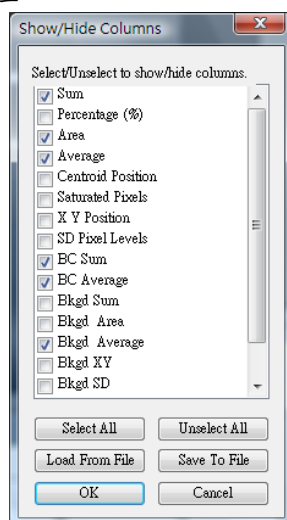 Show/Hide Columns
Select/Unselect to show/hide columns.
Sum
Percentage (%)
Area
Average
Centroid Position
Saturated Pixels
X Y Position
SD Pixel Levels
BC Sum
BC Average
Bkgd Sum
Bkgd Area
Bkgd Average
Bkgd XY
Bkgd SD
Select All Unselect All
Load From File Save To File
OK Cancel